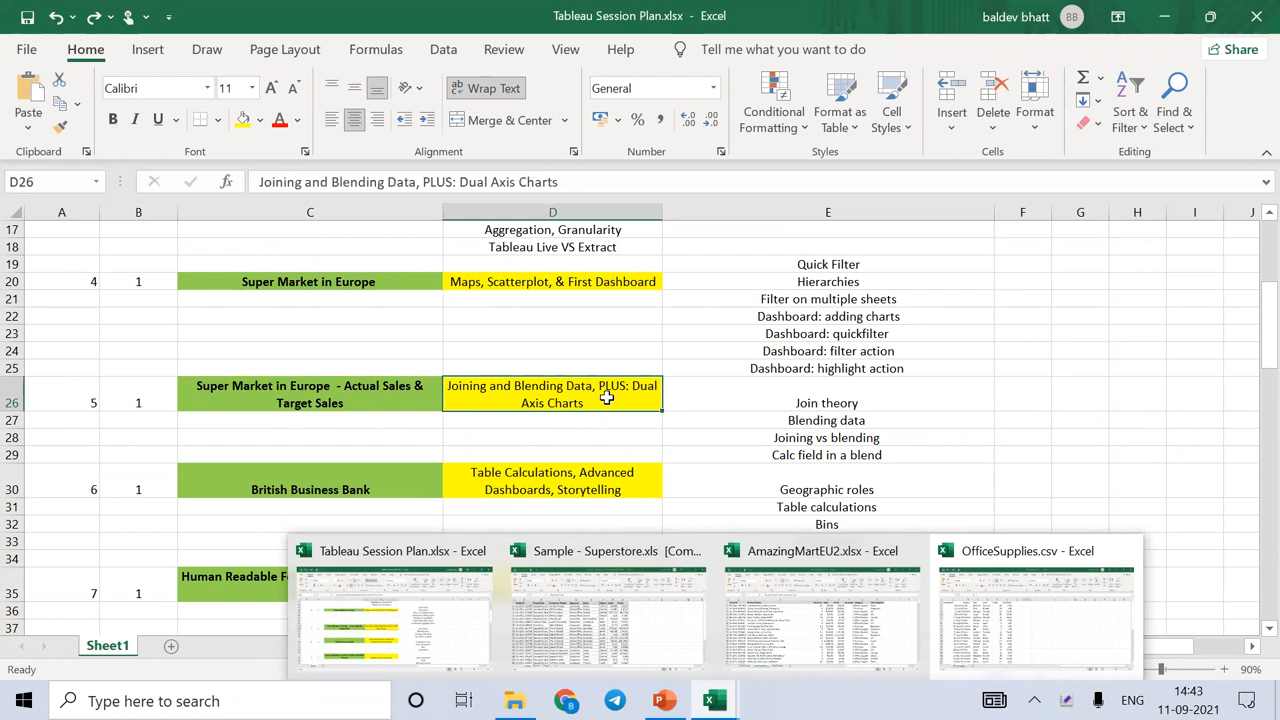 Tableau Session Plan.xlsx - Excel
baldev bhatt
BB
File
Home
Insert
Draw
Page Layout
Formulas
Data
Review
View
Help
Tell me what you want to do
Share
Paste
Calibri
11
B I U
Wrap Text
Merge & Center
General
Conditional Formatting
Format as Table
Cell Styles
Insert
Delete
Format
Sort & Filter
Find & Select
Clipboard
Font
Alignment
Number
Styles
Cells
Editing
D26
fx
Joining and Blending Data, PLUS: Dual Axis Charts
A B C D E F G H I J
17 Aggregation, Granularity
18 Tableau Live VS Extract
19 Quick Filter
20 4 1 Super Market in Europe Maps, Scatterplot, & First Dashboard Hierarchies
21 Filter on multiple sheets
22 Dashboard: adding charts
23 Dashboard: quickfilter
24 Dashboard: filter action
25 Dashboard: highlight action
Super Market in Europe - Actual Sales & Joining and Blending Data, PLUS: Dual
26 5 1 Target Sales Axis Charts Join theory
27 Blending data
28 Joining vs blending
29 Calc field in a blend
Table Calculations, Advanced
30 6 1 British Business Bank Dashboards, Storytelling Geographic roles
31 Table calculations
32 Bins
33
34
Human Readable Fo
35 7 1
36
37
Tableau Session Plan.xlsx - Excel
Sample - Superstore.xls [Com...
AmazingMartEU2.xlsx - Excel
OfficeSupplies.csv - Excel
Sheet1
Ready
90%
Type here to search
ENG
14:43
11-09-2021